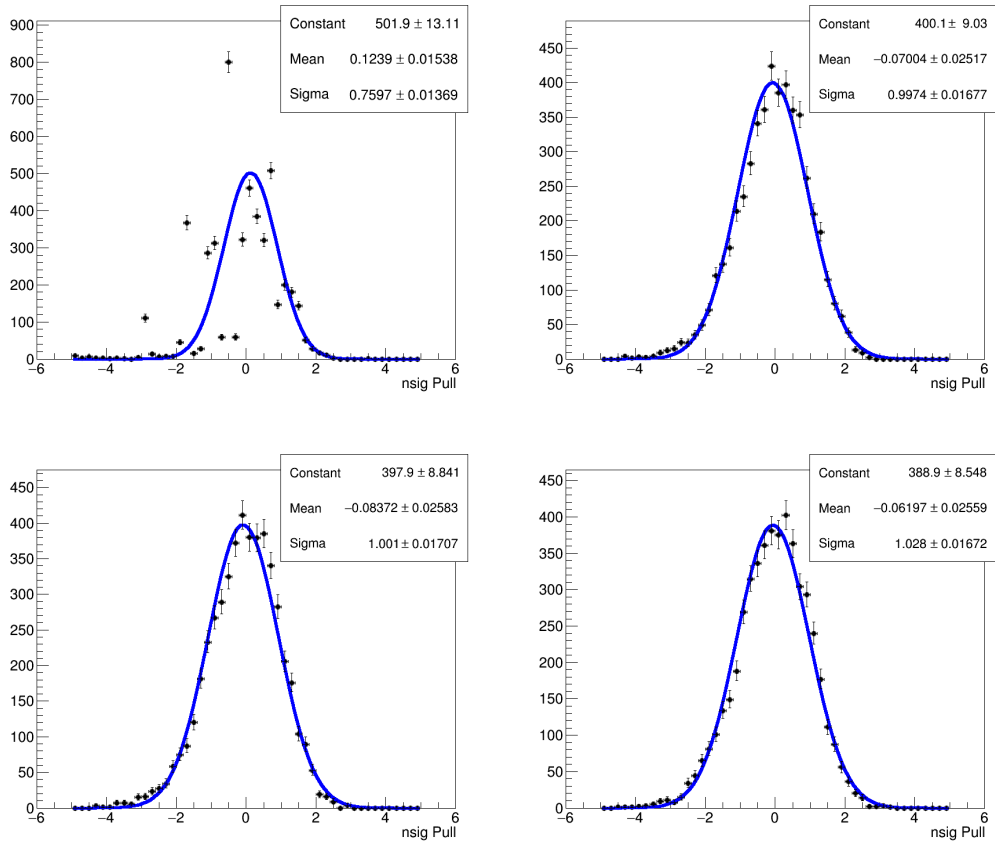 Constant 501.9 ± 13.11
Mean 0.1239 ± 0.01538
Sigma 0.7597 ± 0.01369
900
800
700
600
500
400
300
200
100
0
−6 −4 −2 0 2 4 6
nsig Pull
Constant 400.1 ± 9.03
Mean −0.07004 ± 0.02517
Sigma 0.9974 ± 0.01677
450
400
350
300
250
200
150
100
50
0
−6 −4 −2 0 2 4 6
nsig Pull
Constant 397.9 ± 8.841
Mean −0.08372 ± 0.02583
Sigma 1.001 ± 0.01707
450
400
350
300
250
200
150
100
50
0
−6 −4 −2 0 2 4 6
nsig Pull
Constant 388.9 ± 8.548
Mean −0.06197 ± 0.02559
Sigma 1.028 ± 0.01672
450
400
350
300
250
200
150
100
50
0
−6 −4 −2 0 2 4 6
nsig Pull